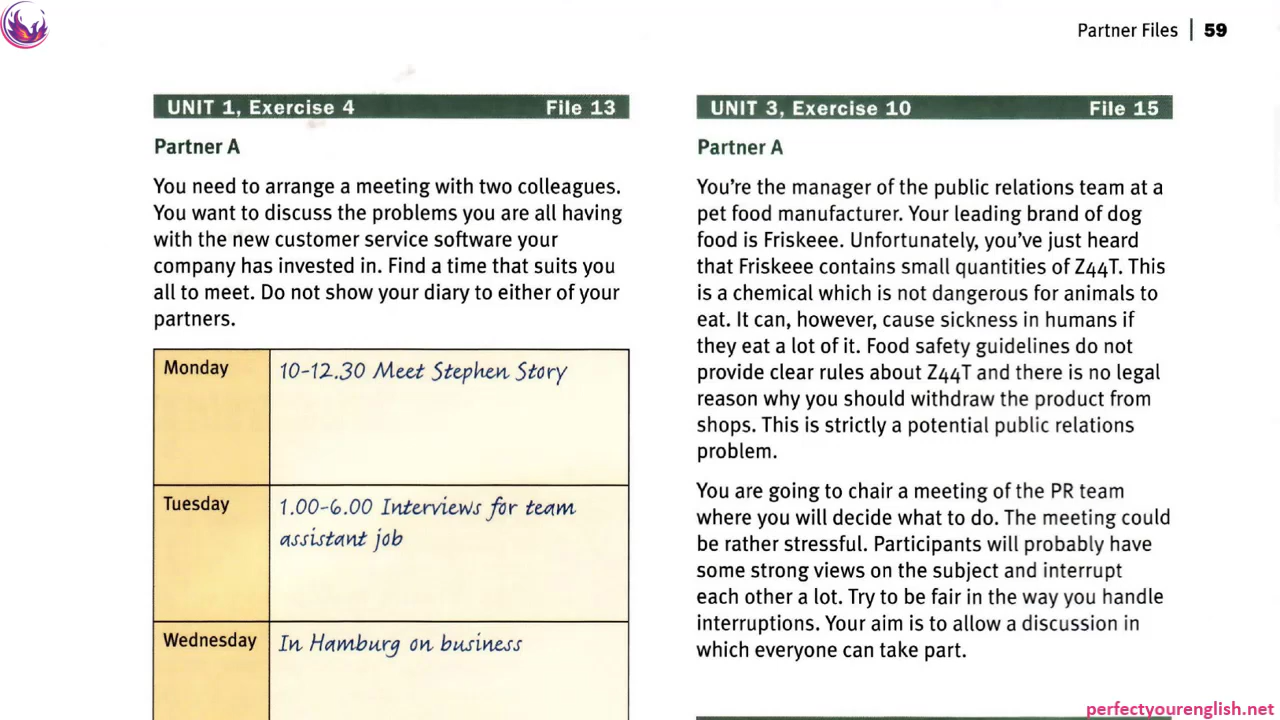 Partner Files | 59
UNIT 1, Exercise 4 File 13
Partner A
You need to arrange a meeting with two colleagues.
You want to discuss the problems you are all having
with the new customer service software your
company has invested in. Find a time that suits you
all to meet. Do not show your diary to either of your
partners.
Monday 10-12.30 Meet Stephen Story
Tuesday 1.00-6.00 Interviews for team
assistant job
Wednesday In Hamburg on business
UNIT 3, Exercise 10 File 15
Partner A
You're the manager of the public relations team at a
pet food manufacturer. Your leading brand of dog
food is Friskeee. Unfortunately, you've just heard
that Friskeee contains small quantities of Z44T. This
is a chemical which is not dangerous for animals to
eat. It can, however, cause sickness in humans if
they eat a lot of it. Food safety guidelines do not
provide clear rules about Z44T and there is no legal
reason why you should withdraw the product from
shops. This is strictly a potential public relations
problem.
You are going to chair a meeting of the PR team
where you will decide what to do. The meeting could
be rather stressful. Participants will probably have
some strong views on the subject and interrupt
each other a lot. Try to be fair in the way you handle
interruptions. Your aim is to allow a discussion in
which everyone can take part.
perfectyourenglish.net